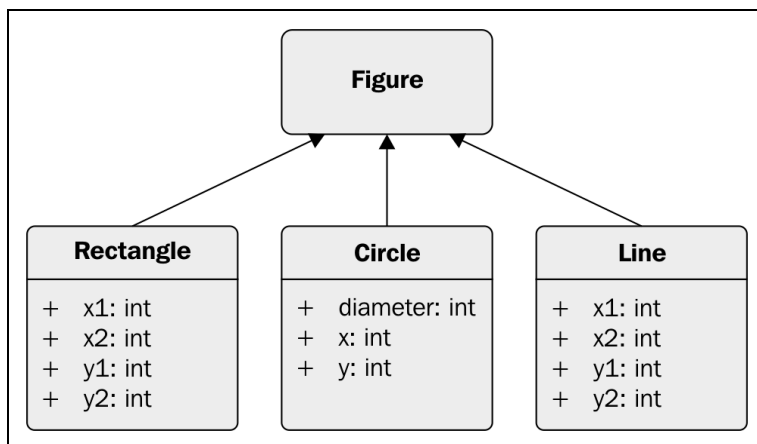 Figure
Rectangle
+ x1: int
+ x2: int
+ y1: int
+ y2: int
Circle
+ diameter: int
+ x: int
+ y: int
Line
+ x1: int
+ x2: int
+ y1: int
+ y2: int